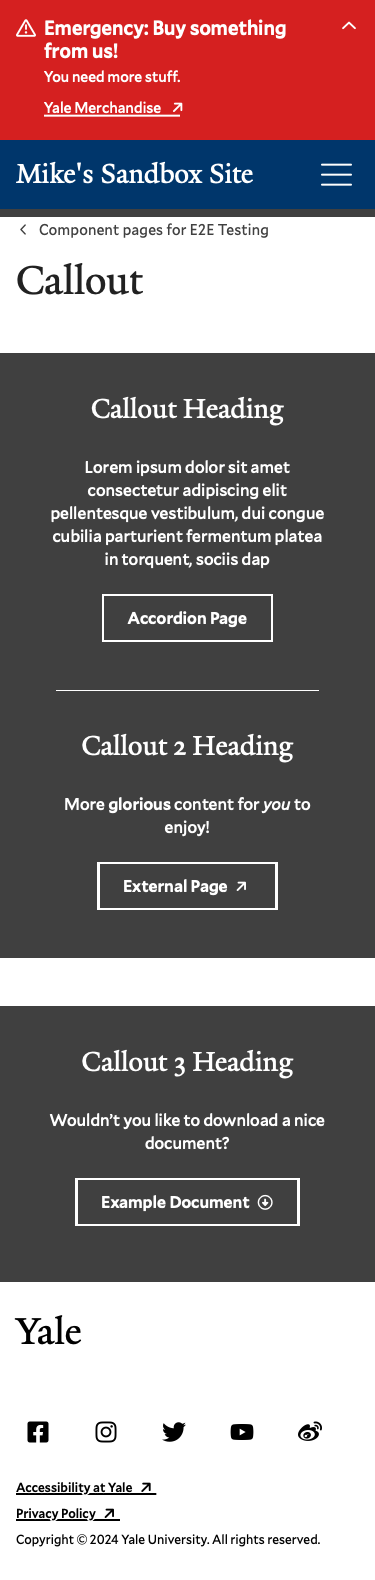 Emergency: Buy something
from us!
You need more stuff.
Yale Merchandise
Mike's Sandbox Site
Component pages for E2E Testing
Callout
Callout Heading
Lorem ipsum dolor sit amet
consectetur adipiscing elit
pellentesque vestibulum, dui congue
cubilia parturient fermentum platea
in torquent, sociis dap
Accordion Page
Callout 2 Heading
More glorious content for you to
enjoy!
External Page
Callout 3 Heading
Wouldn’t you like to download a nice
document?
Example Document
Yale
Accessibility at Yale
Privacy Policy
Copyright © 2024 Yale University. All rights reserved.